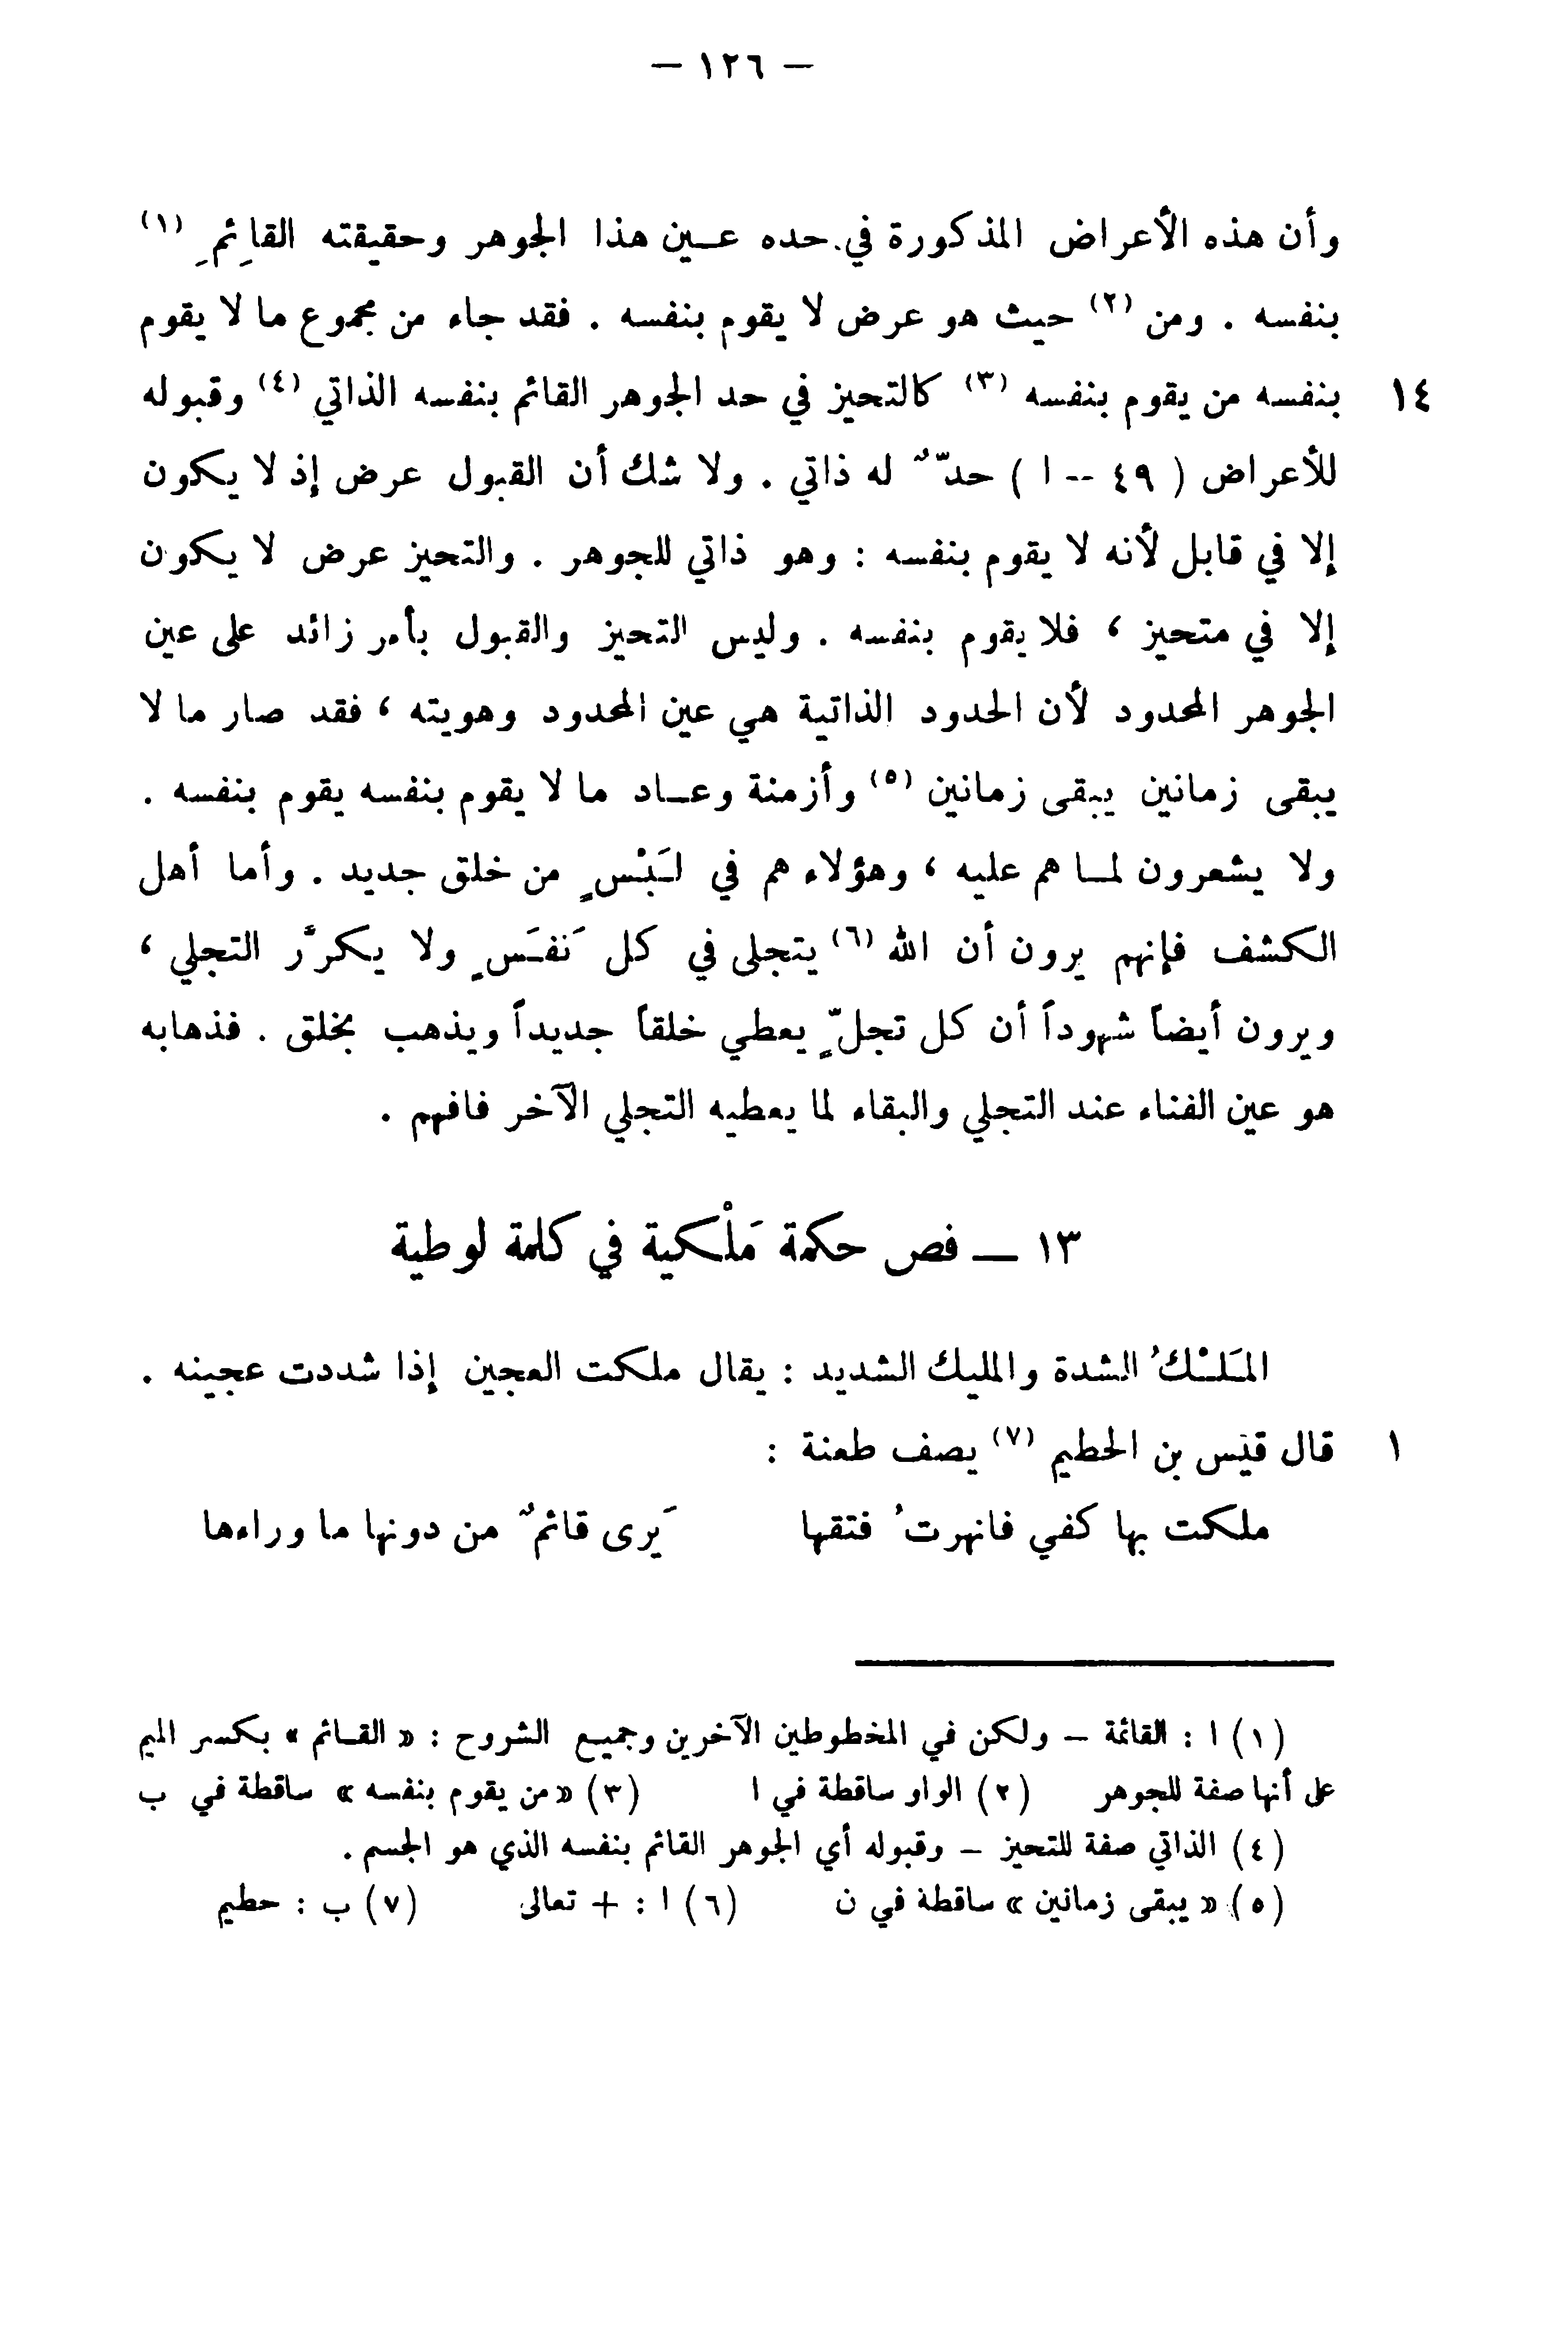 — ١٢٦ —
وأن هذه الأعراض المذكورة في حده عـين هذا الجوهر وحقيقته القائِمِ (١)
بنفسه . ومن (٢) حيث هو عرض لا يقوم بنفسه . فقد جاء من مجموع ما لا يقوم
١٤ بنفسه من يقوم بنفسه (٣) كالتحيز في حد الجوهر القائم بنفسه الذاتي (٤) وقبوله
للأعراض ( ٤٩ -- ا ) حدٌّ له ذاتي . ولا شك أن القبول عرض إذ لا يكون
إلا في قابل لأنه لا يقوم بنفسه : وهو ذاتي للجوهر . والتحيز عرض لا يكون
إلا في متحيز ، فلا يقوم بنفسه . وليس التحيز والقبول بأمر زائد على عين
الجوهر المحدود لأن الحدود الذاتية هي عين المحدود وهويته ، فقد صار ما لا
يبقى زمانين يبقى زمانين (٥) وأزمنة وعـاد ما لا يقوم بنفسه يقوم بنفسه .
ولا يشعرون لمـا هم عليه ، وهؤلاء هم في لَبْسٍ من خلق جديد . وأما أهل
الكشف فإنهم يرون أن الله (٦) يتجلى في كل نَفَسٍ ولا يكرَّر التجلي ،
ويرون أيضاً شهوداً أن كل تجلٍّ يعطي خلقاً جديداً ويذهب بخلق . فذهابه
هو عين الفناء عند التجلي والبقاء لما يعطيه التجلي الآخر فافهم .
١٣ — فص حكمة مَلْكية في كلمة لوطية
المَلْكُ الشدة والمليك الشديد : يقال ملكت العجين إذا شددت عجينه .
١ قال قيس بن الحطيم (٧) يصف طعنة :
ملكت بها كفي فانهرتُ فتقها يَرى قائمٌ من دونها ما وراءها
(١) ا : القائمة — ولكن في المخطوطين الآخرين وجميع الشروح : « القـائم » بكسر الميم
على أنها صفة للجوهر (٢) الواو ساقطة في ا (٣) «من يقوم بنفسه» ساقطة في ب
(٤) الذاتي صفة للتحيز — وقبوله أي الجوهر القائم بنفسه الذي هو الجسم .
(٥) « يبقى زمانين » ساقطة في ن (٦) ا : + تعالى (٧) ب : حطيم